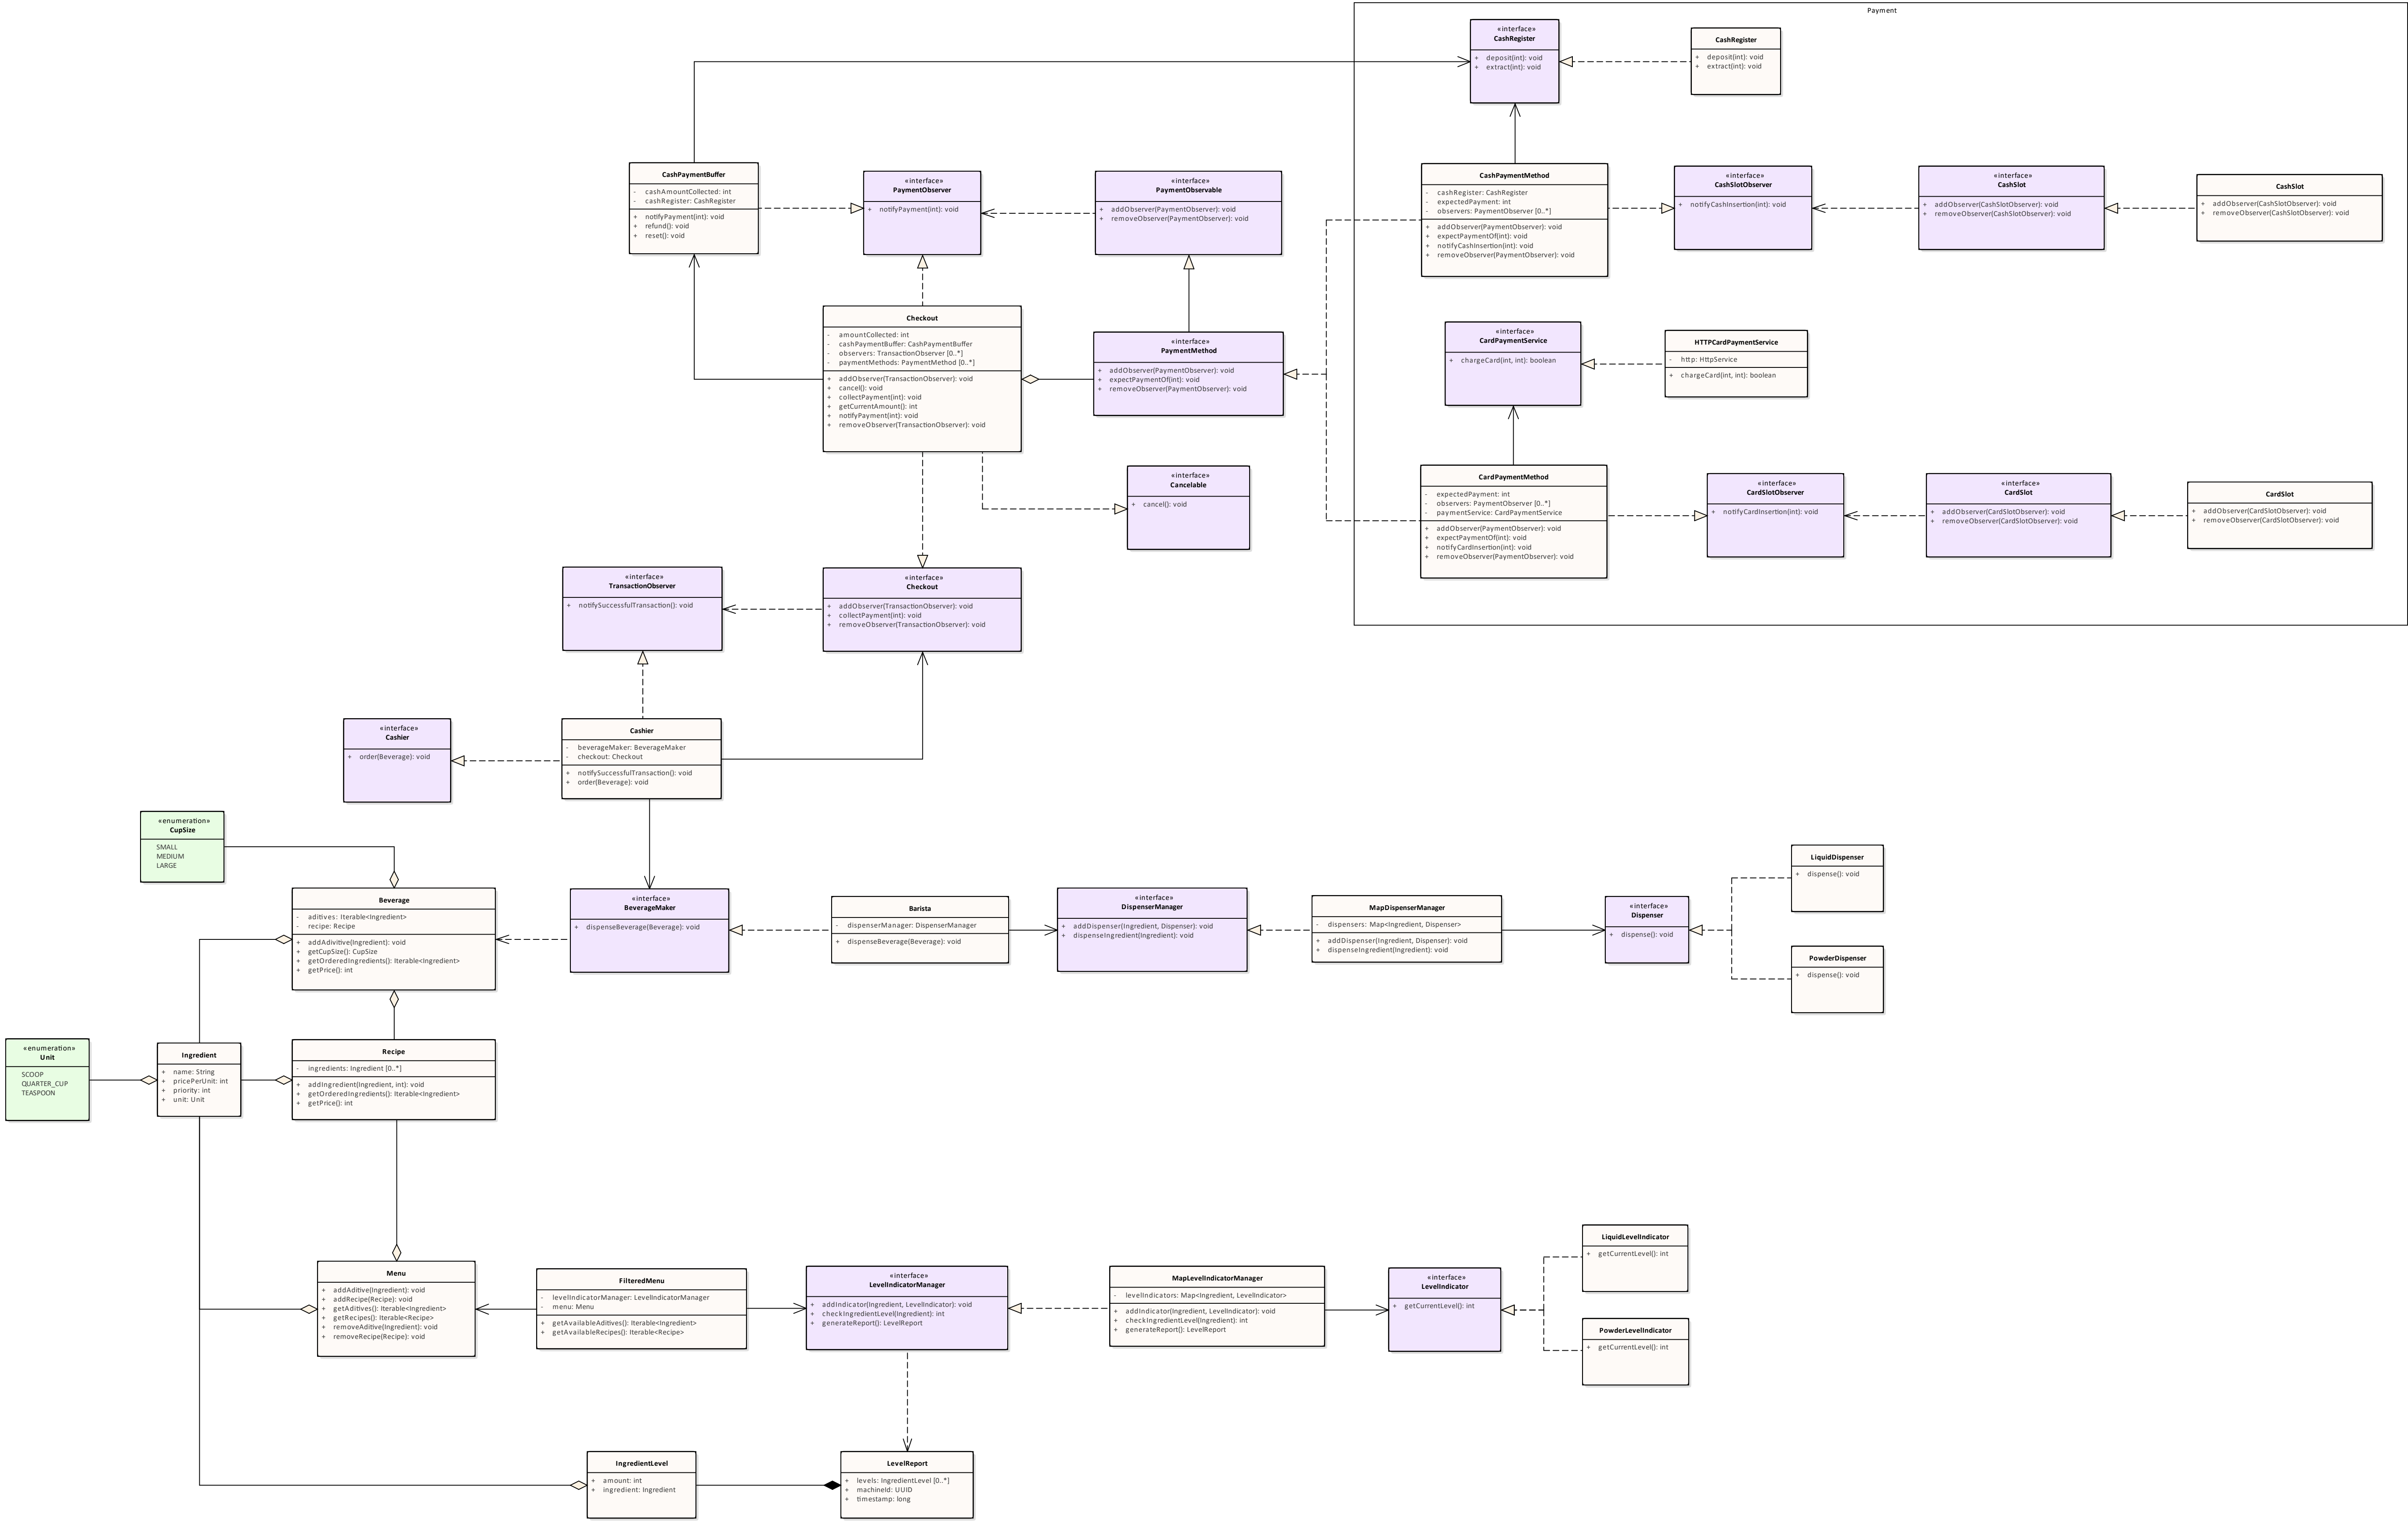 Payment
«interface»
CashRegister
+ deposit(int): void
+ extract(int): void
CashRegister
+ deposit(int): void
+ extract(int): void
CashPaymentBuffer
- cashAmountCollected: int
- cashRegister: CashRegister
+ notifyPayment(int): void
+ refund(): void
+ reset(): void
«interface»
PaymentObserver
+ notifyPayment(int): void
«interface»
PaymentObservable
+ addObserver(PaymentObserver): void
+ removeObserver(PaymentObserver): void
CashPaymentMethod
- cashRegister: CashRegister
- expectedPayment: int
- observers: PaymentObserver [0..*]
+ addObserver(PaymentObserver): void
+ expectPaymentOf(int): void
+ notifyCashInsertion(int): void
+ removeObserver(PaymentObserver): void
«interface»
CashSlotObserver
+ notifyCashInsertion(int): void
«interface»
CashSlot
+ addObserver(CashSlotObserver): void
+ removeObserver(CashSlotObserver): void
CashSlot
+ addObserver(CashSlotObserver): void
+ removeObserver(CashSlotObserver): void
Checkout
- amountCollected: int
- cashPaymentBuffer: CashPaymentBuffer
- observers: TransactionObserver [0..*]
- paymentMethods: PaymentMethod [0..*]
+ addObserver(TransactionObserver): void
+ cancel(): void
+ collectPayment(int): void
+ getCurrentAmount(): int
+ notifyPayment(int): void
+ removeObserver(TransactionObserver): void
«interface»
PaymentMethod
+ addObserver(PaymentObserver): void
+ expectPaymentOf(int): void
+ removeObserver(PaymentObserver): void
«interface»
CardPaymentService
+ chargeCard(int, int): boolean
HTTPCardPaymentService
- http: HttpService
+ chargeCard(int, int): boolean
«interface»
Cancelable
+ cancel(): void
CardPaymentMethod
- expectedPayment: int
- observers: PaymentObserver [0..*]
- paymentService: CardPaymentService
+ addObserver(PaymentObserver): void
+ expectPaymentOf(int): void
+ notifyCardInsertion(int): void
+ removeObserver(PaymentObserver): void
«interface»
CardSlotObserver
+ notifyCardInsertion(int): void
«interface»
CardSlot
+ addObserver(CardSlotObserver): void
+ removeObserver(CardSlotObserver): void
CardSlot
+ addObserver(CardSlotObserver): void
+ removeObserver(CardSlotObserver): void
«interface»
TransactionObserver
+ notifySuccessfulTransaction(): void
«interface»
Checkout
+ addObserver(TransactionObserver): void
+ collectPayment(int): void
+ removeObserver(TransactionObserver): void
«interface»
Cashier
+ order(Beverage): void
Cashier
- beverageMaker: BeverageMaker
- checkout: Checkout
+ notifySuccessfulTransaction(): void
+ order(Beverage): void
«enumeration»
CupSize
SMALL
MEDIUM
LARGE
Beverage
- aditives: Iterable<Ingredient>
- recipe: Recipe
+ addAdivitive(Ingredient): void
+ getCupSize(): CupSize
+ getOrderedIngredients(): Iterable<Ingredient>
+ getPrice(): int
«interface»
BeverageMaker
+ dispenseBeverage(Beverage): void
Barista
- dispenserManager: DispenserManager
+ dispenseBeverage(Beverage): void
«interface»
DispenserManager
+ addDispenser(Ingredient, Dispenser): void
+ dispenseIngredient(Ingredient): void
MapDispenserManager
- dispensers: Map<Ingredient, Dispenser>
+ addDispenser(Ingredient, Dispenser): void
+ dispenseIngredient(Ingredient): void
«interface»
Dispenser
+ dispense(): void
LiquidDispenser
+ dispense(): void
PowderDispenser
+ dispense(): void
«enumeration»
Unit
SCOOP
QUARTER_CUP
TEASPOON
Ingredient
+ name: String
+ pricePerUnit: int
+ priority: int
+ unit: Unit
Recipe
- ingredients: Ingredient [0..*]
+ addIngredient(Ingredient, int): void
+ getOrderedIngredients(): Iterable<Ingredient>
+ getPrice(): int
Menu
+ addAditive(Ingredient): void
+ addRecipe(Recipe): void
+ getAditives(): Iterable<Ingredient>
+ getRecipes(): Iterable<Recipe>
+ removeAditive(Ingredient): void
+ removeRecipe(Recipe): void
FilteredMenu
- levelIndicatorManager: LevelIndicatorManager
- menu: Menu
+ getAvailableAditives(): Iterable<Ingredient>
+ getAvailableRecipes(): Iterable<Recipe>
«interface»
LevelIndicatorManager
+ addIndicator(Ingredient, LevelIndicator): void
+ checkIngredientLevel(Ingredient): int
+ generateReport(): LevelReport
MapLevelIndicatorManager
- levelIndicators: Map<Ingredient, LevelIndicator>
+ addIndicator(Ingredient, LevelIndicator): void
+ checkIngredientLevel(Ingredient): int
+ generateReport(): LevelReport
«interface»
LevelIndicator
+ getCurrentLevel(): int
LiquidLevelIndicator
+ getCurrentLevel(): int
PowderLevelIndicator
+ getCurrentLevel(): int
IngredientLevel
+ amount: int
+ ingredient: Ingredient
LevelReport
+ levels: IngredientLevel [0..*]
+ machineId: UUID
+ timestamp: long